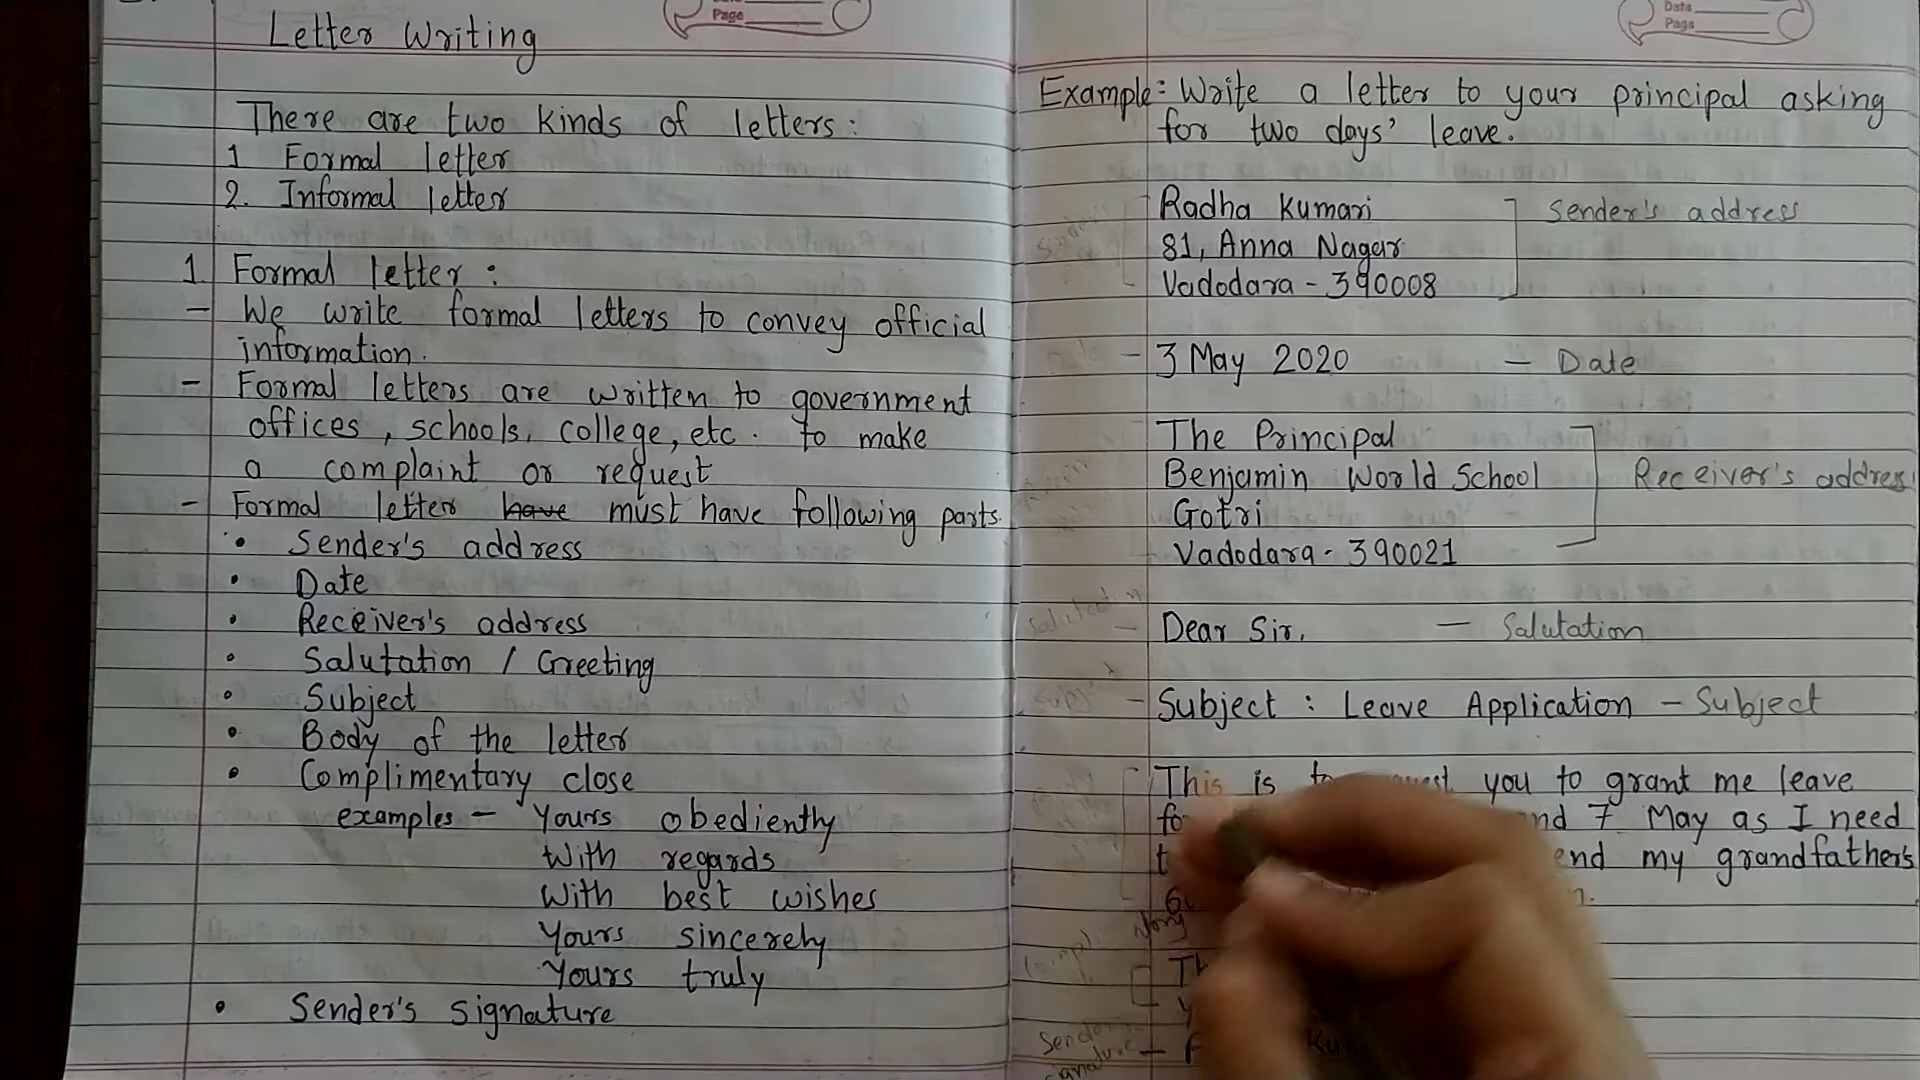 Page
Letter Writing
There are two kinds of letters:
1 Formal letter
2. Informal letter
1. Formal letter :
- We write formal letters to convey official
information.
- Formal letters are written to government
offices, schools, college, etc. to make
a complaint or request
- Formal letter have must have following parts.
• Sender's address
• Date
• Receiver's address
• Salutation / Greeting
• Subject
• Body of the letter
• Complimentary close
examples - Yours obediently
With regards
With best wishes
Yours sincerely
Yours truly
• Sender's signature
Date
Page
Example: Write a letter to your principal asking
for two days' leave.
Radha Kumari Sender's address
81, Anna Nagar
Vadodara - 390008
- 3 May 2020 - Date
The Principal
Benjamin World School Receiver's address
Gotri
Vadodara - 390021
- Dear Sir, - Salutation
- Subject : Leave Application - Subject
This is you to grant me leave
7 May as I need
my grandfather's